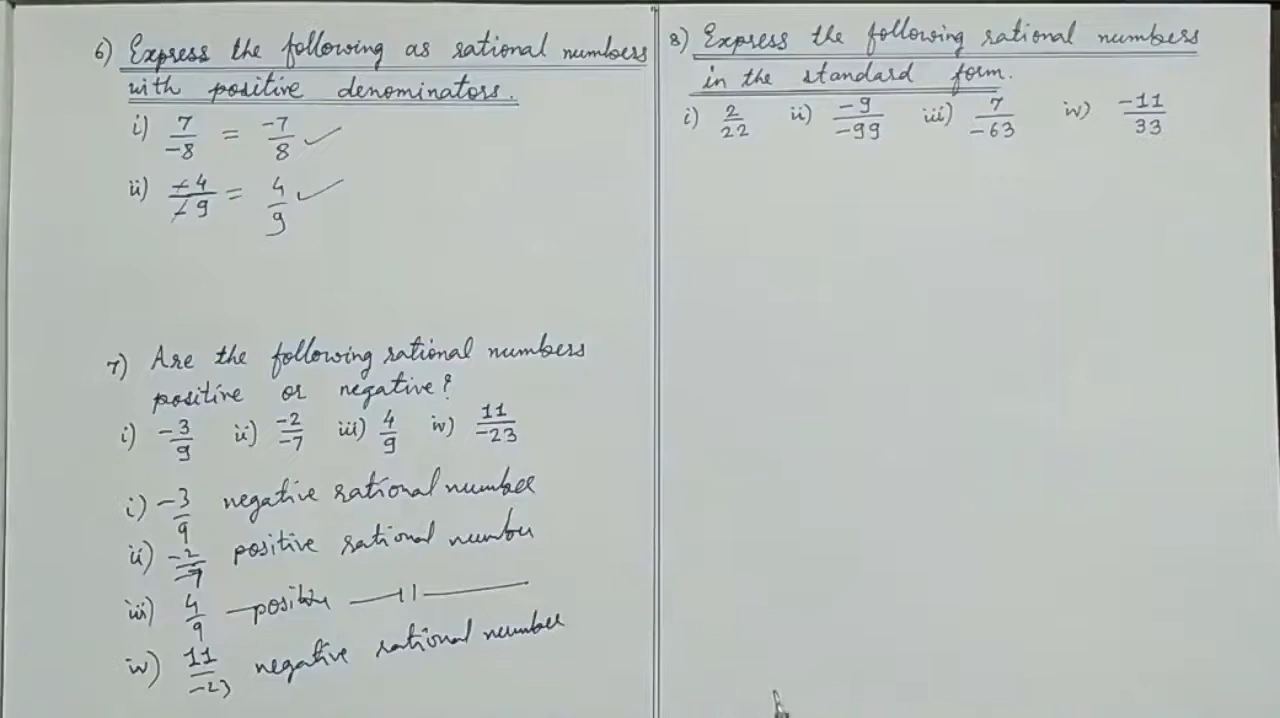 6) Express the following as rational numbers
with positive denominators.
i) 7/-8 = -7/8 ✓
ii) -4/-9 = 4/9 ✓
7) Are the following rational numbers
positive or negative?
i) -3/9 ii) -2/-7 iii) 4/9 iv) 11/-23
i) -3/9 negative rational number
ii) -2/-7 positive rational number
iii) 4/9 —positive —11—
iv) 11/-23 negative rational number
8) Express the following rational numbers
in the standard form.
i) 2/22 ii) -9/-99 iii) 7/-63 iv) -11/33